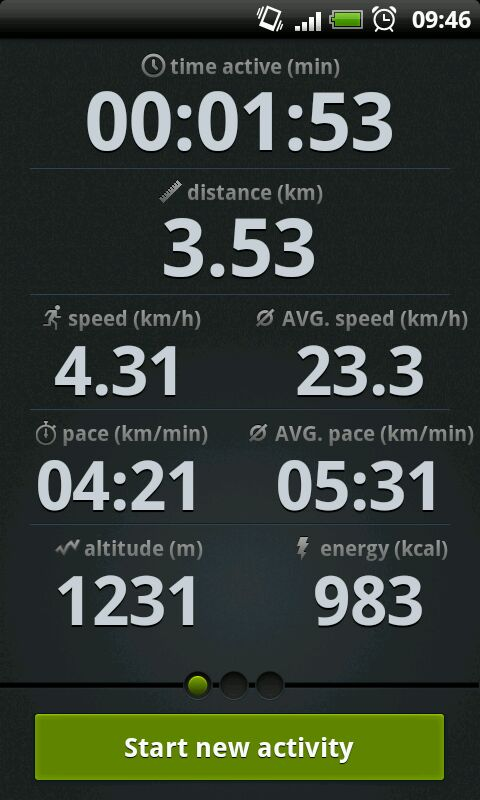 09:46
time active (min)
00:01:53
distance (km)
3.53
speed (km/h) AVG. speed (km/h)
4.31 23.3
pace (km/min) AVG. pace (km/min)
04:21 05:31
altitude (m) energy (kcal)
1231 983
Start new activity